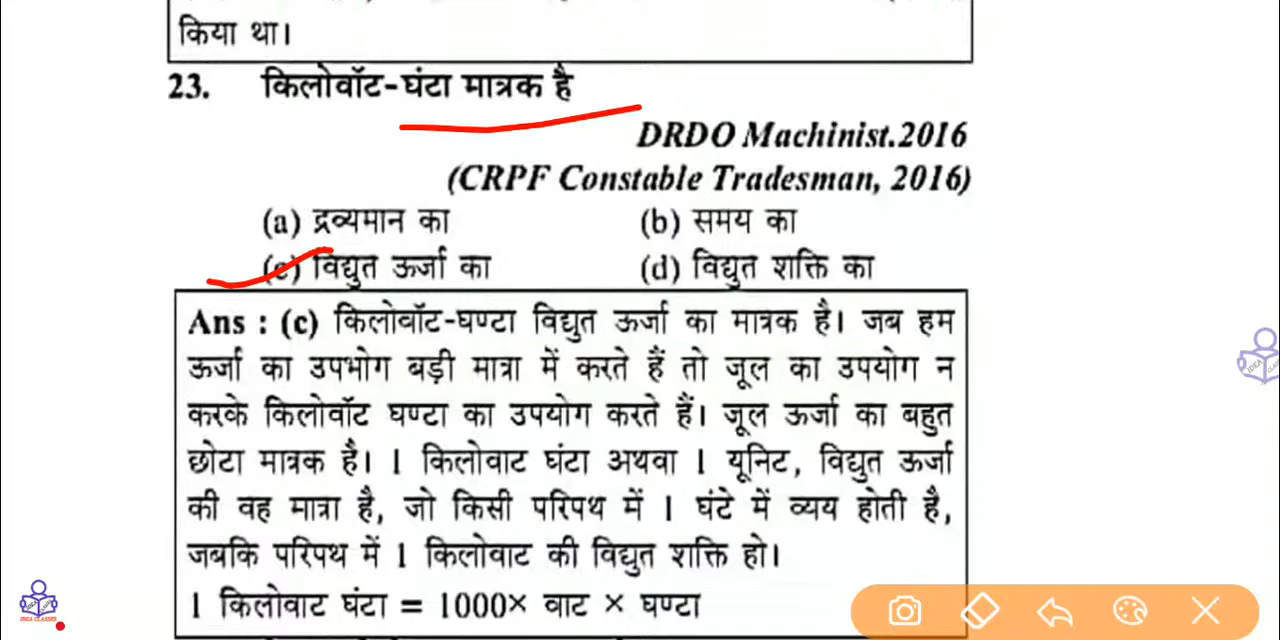 किया था।
23. किलोवॉट-घंटा मात्रक है
DRDO Machinist.2016
(CRPF Constable Tradesman, 2016)
(a) द्रव्यमान का (b) समय का
(c) विद्युत ऊर्जा का (d) विद्युत शक्ति का
Ans : (c) किलोवॉट-घण्टा विद्युत ऊर्जा का मात्रक है। जब हम
ऊर्जा का उपभोग बड़ी मात्रा में करते हैं तो जूल का उपयोग न
करके किलोवॉट घण्टा का उपयोग करते हैं। जूल ऊर्जा का बहुत
छोटा मात्रक है। 1 किलोवाट घंटा अथवा 1 यूनिट, विद्युत ऊर्जा
की वह मात्रा है, जो किसी परिपथ में 1 घंटे में व्यय होती है,
जबकि परिपथ में 1 किलोवाट की विद्युत शक्ति हो।
1 किलोवाट घंटा = 1000× वाट × घण्टा
IDEA CLASSES